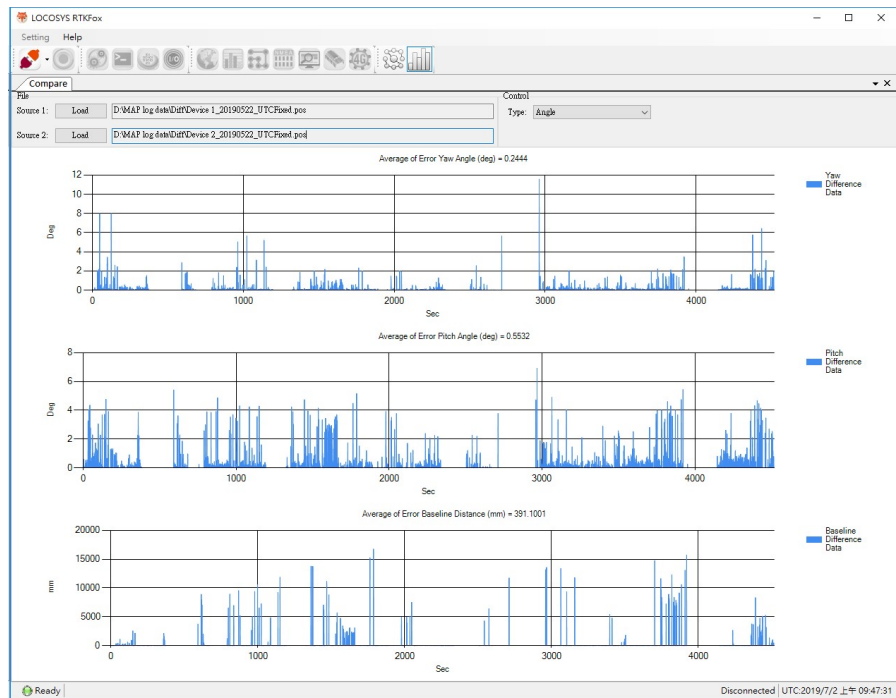 LOCOSYS RTKFox
Setting Help
4G
Compare
File
Control
Source 1: Load D:\MAP log data\Diff\Device 1_20190522_UTCFixed.pos
Type: Angle
Source 2: Load D:\MAP log data\Diff\Device 2_20190522_UTCFixed.pos
Average of Error Yaw Angle (deg) = 0.2444
12
10
8
6
4
2
0
Deg
0 1000 2000 3000 4000
Sec
Yaw
Difference
Data
Average of Error Pitch Angle (deg) = 0.5532
8
6
4
2
0
Deg
0 1000 2000 3000 4000
Sec
Pitch
Difference
Data
Average of Error Baseline Distance (mm) = 391.1001
20000
15000
10000
5000
0
mm
0 1000 2000 3000 4000
Sec
Baseline
Difference
Data
Ready
Disconnected UTC:2019/7/2 上午 09:47:31